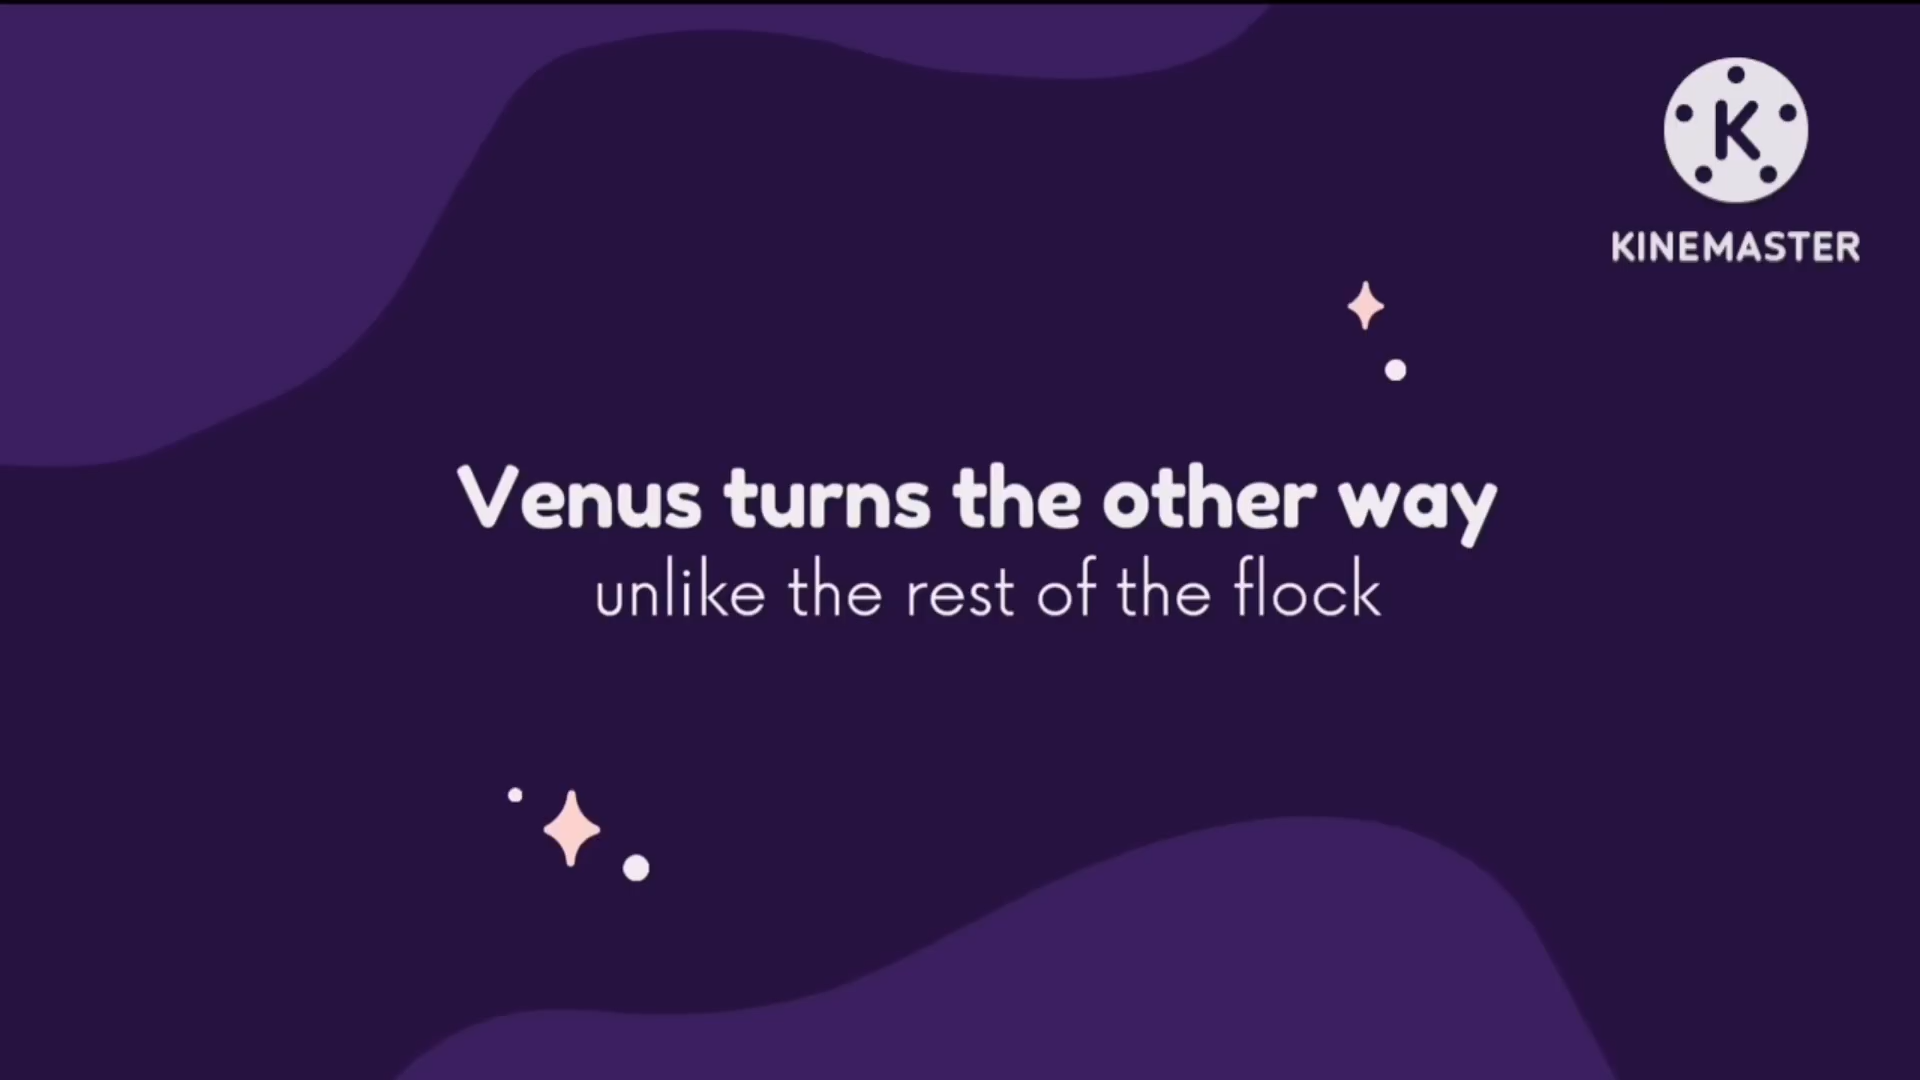 K
KINEMASTER
Venus turns the other way
unlike the rest of the flock